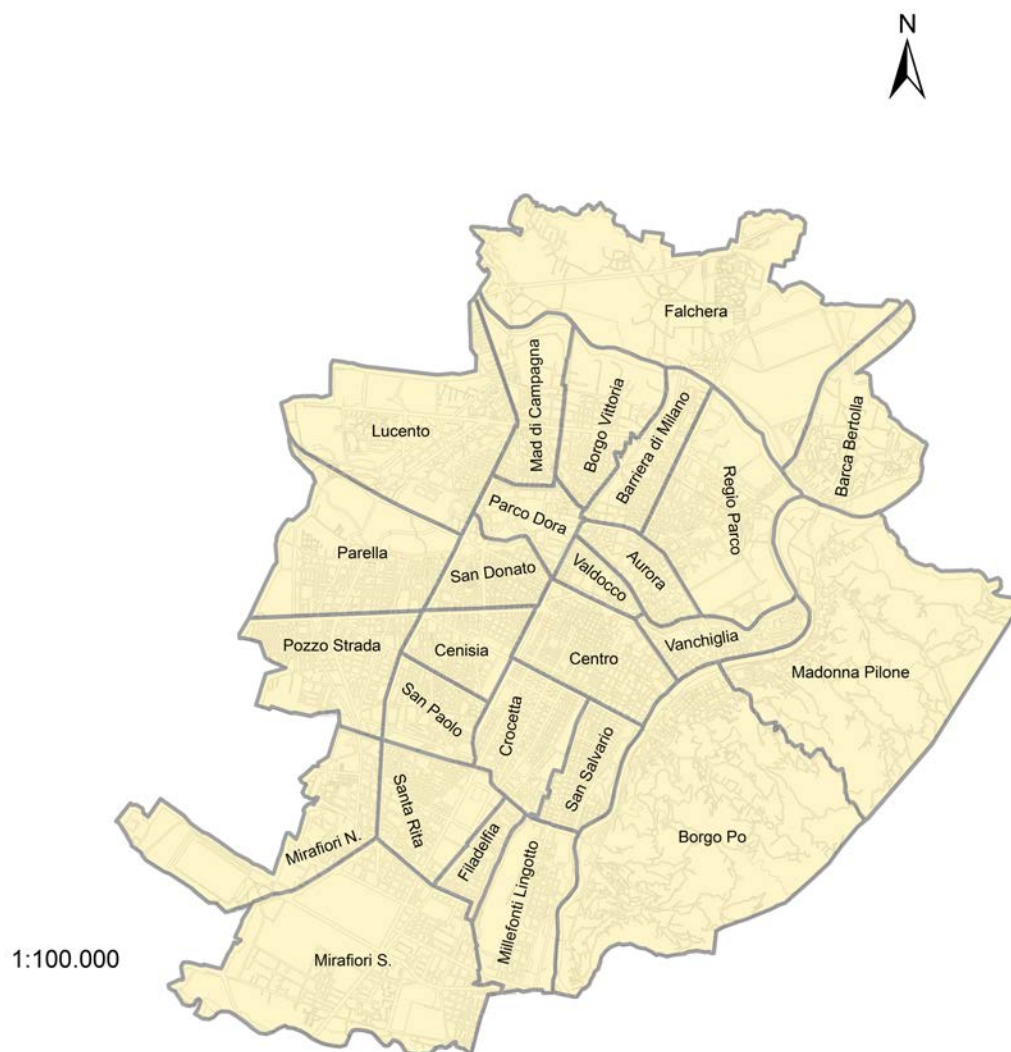 N
Falchera
Mad di Campagna
Borgo Vittoria
Barriera di Milano
Barca Bertolla
Lucento
Regio Parco
Parco Dora
Parella
San Donato
Valdocco
Aurora
Pozzo Strada
Cenisia
Centro
Vanchiglia
Madonna Pilone
San Paolo
Crocetta
San Salvario
Santa Rita
Filadelfia
Borgo Po
Mirafiori N.
Millefonti Lingotto
Mirafiori S.
1:100.000